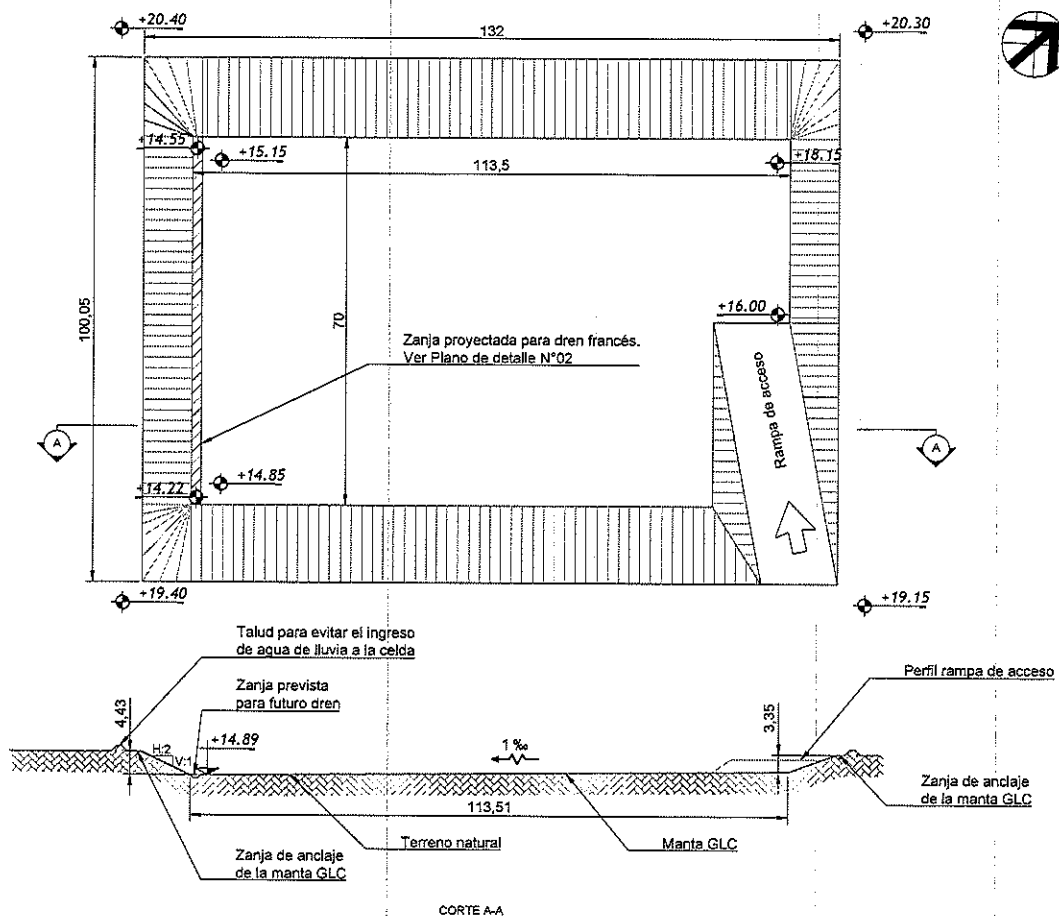 +20.40
132
+20.30
+14.55
+15.15
113,5
+18.15
100,05
70
+16.00
Zanja proyectada para dren francés.
Ver Plano de detalle N°02
Rampa de acceso
A
A
+14.22
+14.85
+19.40
+19.15
Talud para evitar el ingreso
de agua de lluvia a la celda
Perfil rampa de acceso
Zanja prevista
para futuro dren
4,43
H:2
V:1
+14.89
1 ‰
3,35
Zanja de anclaje
de la manta GLC
113,51
Terreno natural
Manta GLC
Zanja de anclaje
de la manta GLC
CORTE A-A